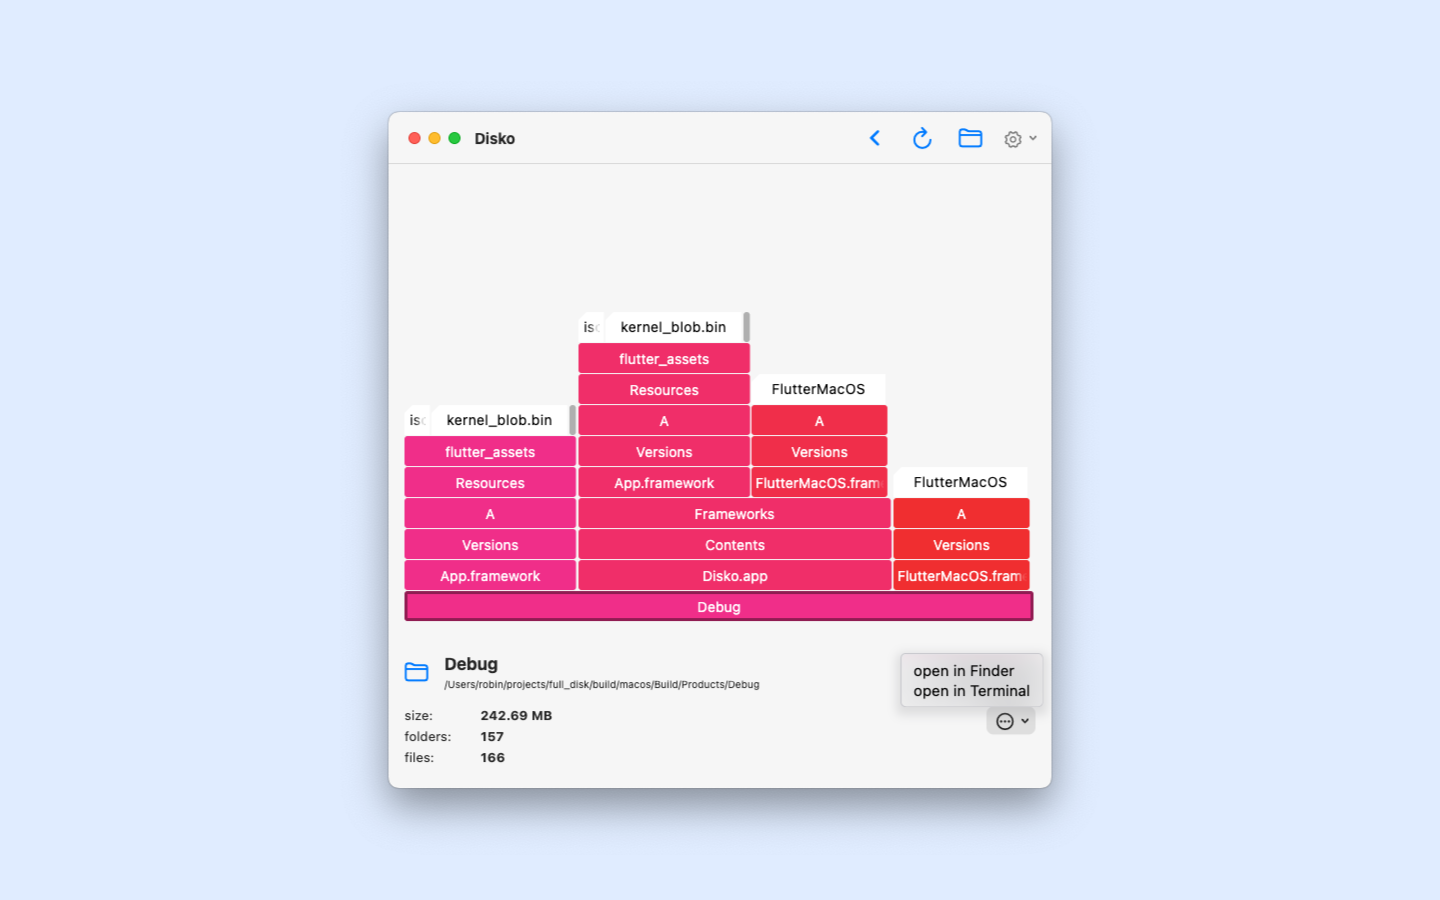 Disko
kernel_blob.bin
flutter_assets
Resources
FlutterMacOS
kernel_blob.bin
A
A
flutter_assets
Versions
Versions
FlutterMacOS
Resources
App.framework
FlutterMacOS.fram
A
Frameworks
A
Versions
Contents
Versions
App.framework
Disko.app
FlutterMacOS.fram
Debug
Debug
/Users/robin/projects/full_disk/build/macos/Build/Products/Debug
open in Finder
open in Terminal
size: 242.69 MB
folders: 157
files: 166